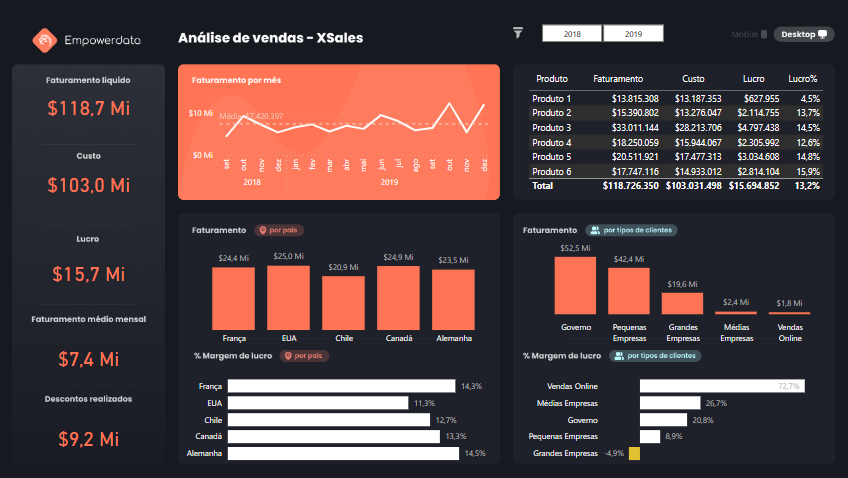 Empowerdata
Análise de vendas - XSales
2018
2019
Mobile
Desktop
Faturamento líquido
$118,7 Mi
Custo
$103,0 Mi
Lucro
$15,7 Mi
Faturamento médio mensal
$7,4 Mi
Descontos realizados
$9,2 Mi
Faturamento por mês
$10 Mi
Média $7.420.397
$0 Mi
set out nov dez jan fev mar abr mai jun jul ago set out nov dez
2018 2019
Produto Faturamento Custo Lucro Lucro%
Produto 1 $13.815.308 $13.187.353 $627.955 4,5%
Produto 2 $15.390.802 $13.276.047 $2.114.755 13,7%
Produto 3 $33.011.144 $28.213.706 $4.797.438 14,5%
Produto 4 $18.250.059 $15.944.067 $2.305.992 12,6%
Produto 5 $20.511.921 $17.477.313 $3.034.608 14,8%
Produto 6 $17.747.116 $14.933.012 $2.814.104 15,9%
Total $118.726.350 $103.031.498 $15.694.852 13,2%
Faturamento por país
$24,4 Mi $25,0 Mi $20,9 Mi $24,9 Mi $23,5 Mi
França EUA Chile Canadá Alemanha
% Margem de lucro por país
França 14,3%
EUA 11,3%
Chile 12,7%
Canadá 13,3%
Alemanha 14,5%
Faturamento por tipos de clientes
$52,5 Mi $42,4 Mi $19,6 Mi $2,4 Mi $1,8 Mi
Governo Pequenas Grandes Médias Vendas
Empresas Empresas Empresas Online
% Margem de lucro por tipos de clientes
Vendas Online 72,7%
Médias Empresas 26,7%
Governo 20,8%
Pequenas Empresas 8,9%
Grandes Empresas -4,9%